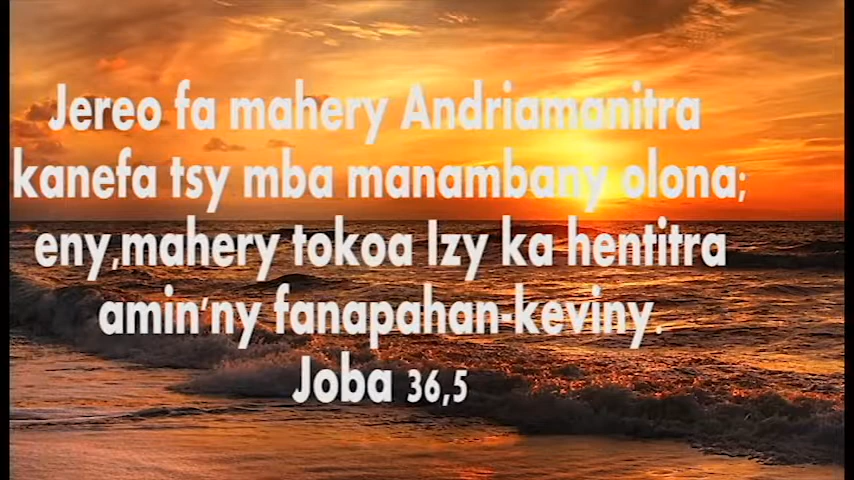 Jereo fa mahery Andriamanitra
kanefa tsy mba manambany olona;
eny,mahery tokoa Izy ka hentitra
amin'ny fanapahan-keviny.
Joba 36,5